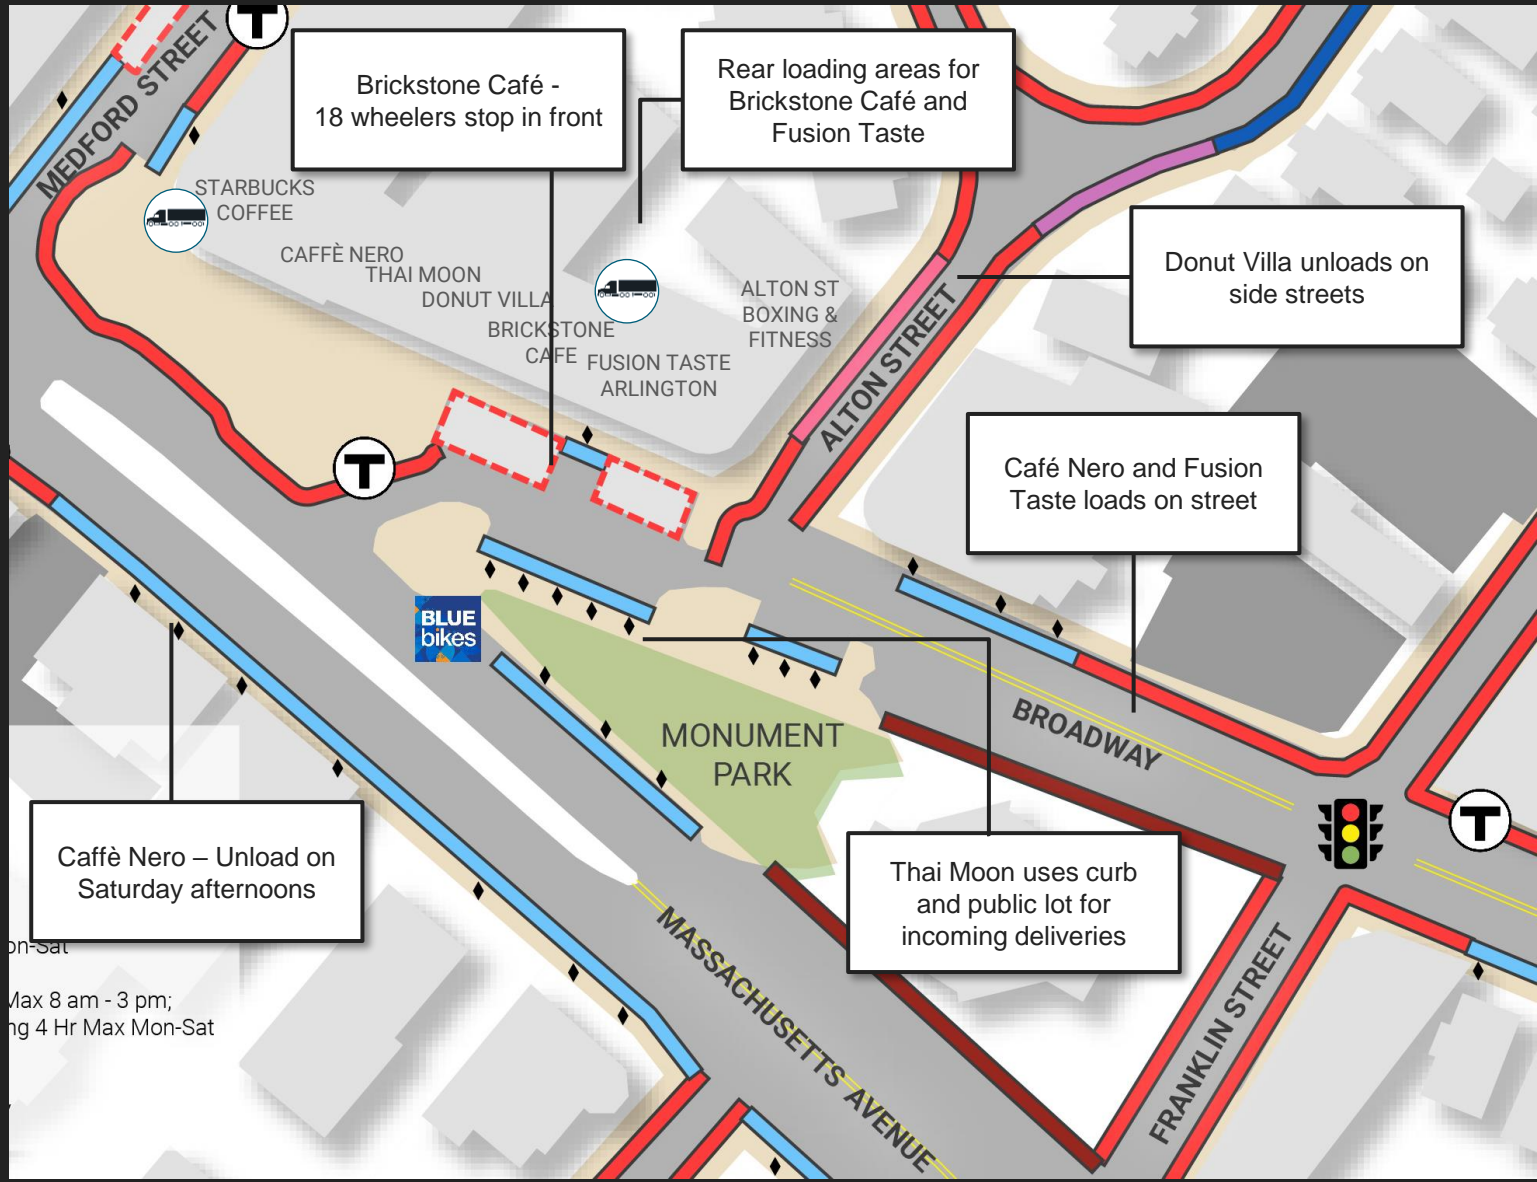 T
MEDFORD STREET
Brickstone Café -
18 wheelers stop in front
Rear loading areas for
Brickstone Café and
Fusion Taste
STARBUCKS
COFFEE
CAFFÈ NERO
THAI MOON
DONUT VILLA
BRICKSTONE
CAFE
FUSION TASTE
ARLINGTON
ALTON ST
BOXING &
FITNESS
Donut Villa unloads on
side streets
ALTON STREET
Café Nero and Fusion
Taste loads on street
T
BLUE
bikes
MONUMENT
PARK
BROADWAY
T
Caffè Nero – Unload on
Saturday afternoons
Thai Moon uses curb
and public lot for
incoming deliveries
MASSACHUSETTS AVENUE
FRANKLIN STREET
on-Sat
Max 8 am - 3 pm;
ng 4 Hr Max Mon-Sat